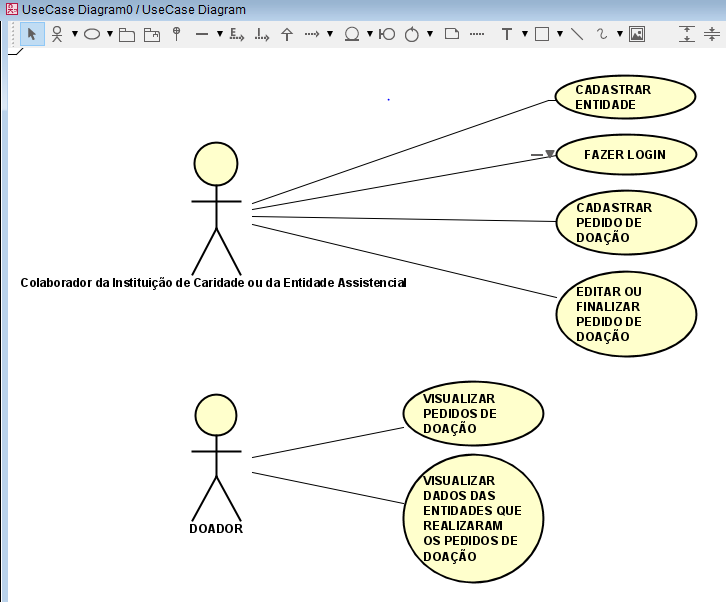 UseCase Diagram0 / UseCase Diagram
CADASTRAR
ENTIDADE
FAZER LOGIN
CADASTRAR
PEDIDO DE
DOAÇÃO
Colaborador da Instituição de Caridade ou da Entidade Assistencial
EDITAR OU
FINALIZAR
PEDIDO DE
DOAÇÃO
VISUALIZAR
PEDIDOS DE
DOAÇÃO
VISUALIZAR
DADOS DAS
ENTIDADES QUE
REALIZARAM
OS PEDIDOS DE
DOAÇÃO
DOADOR